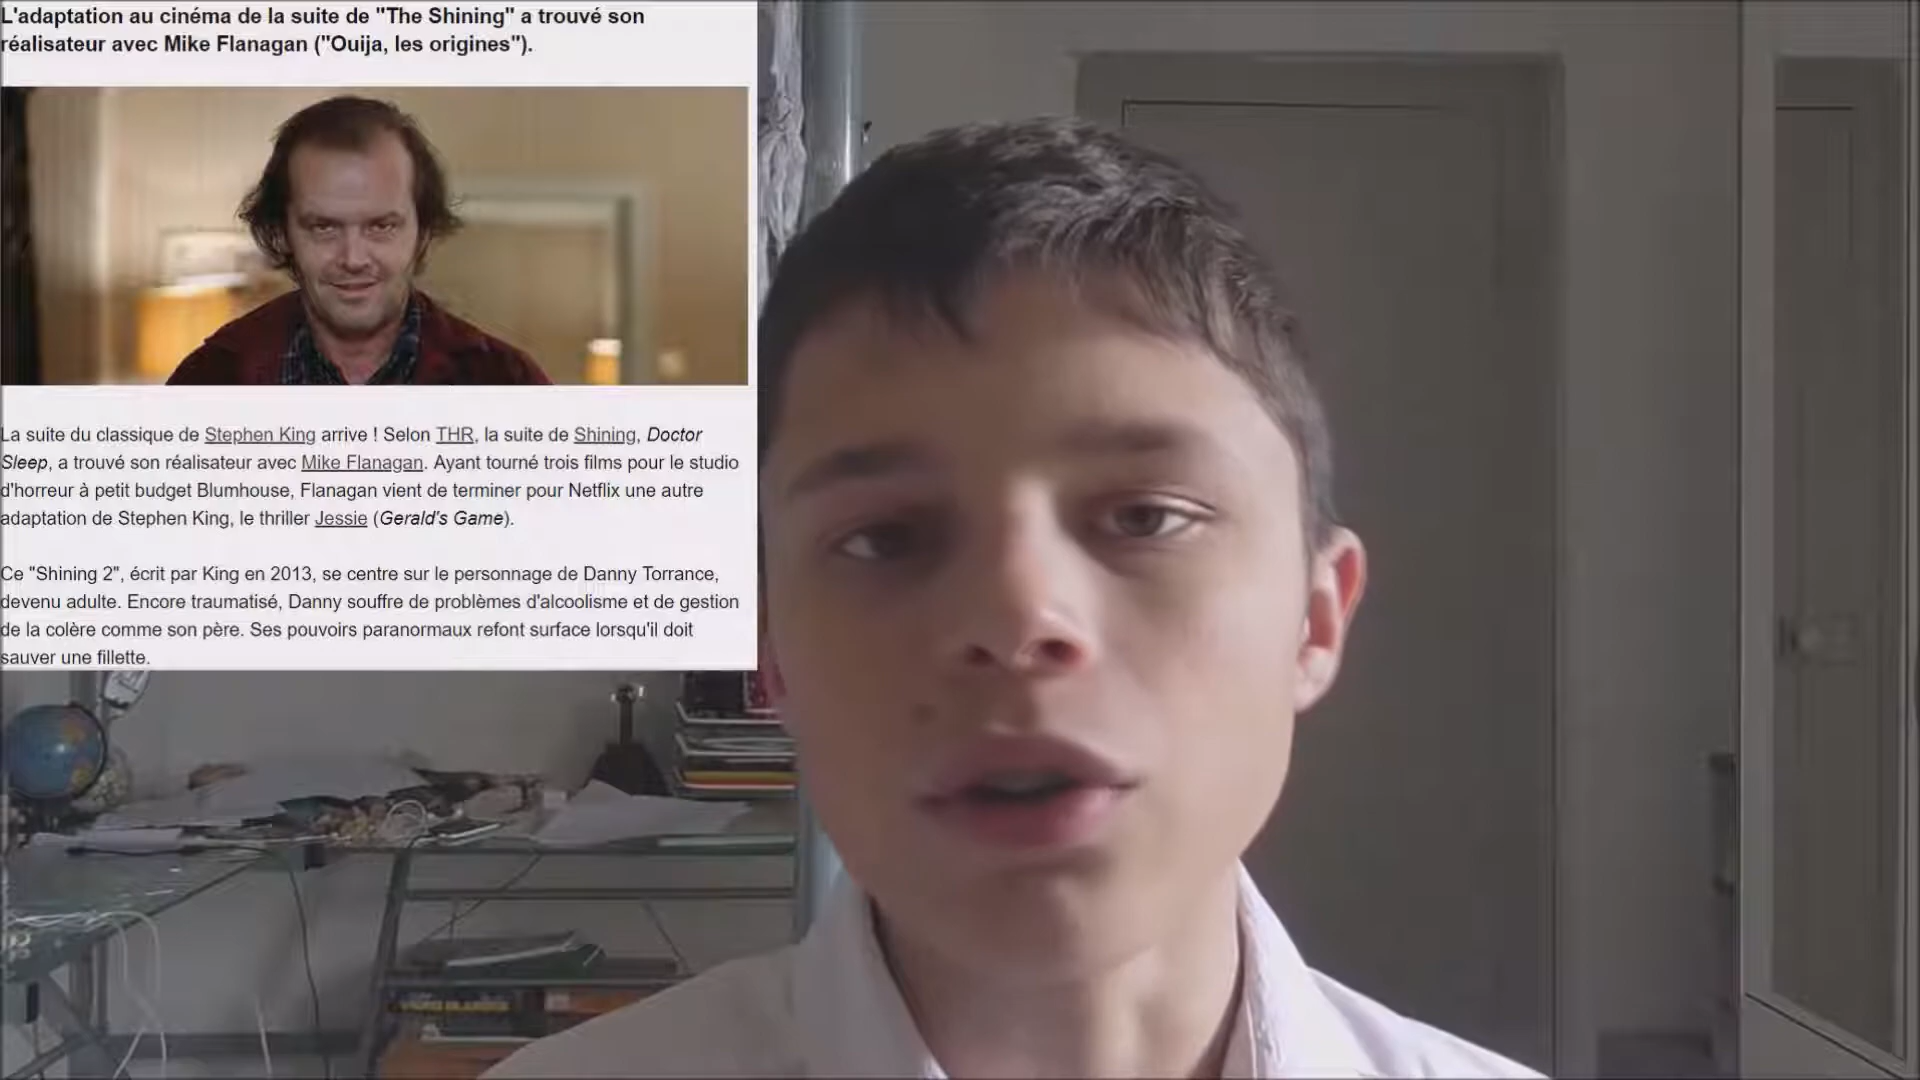 L'adaptation au cinéma de la suite de "The Shining" a trouvé son
réalisateur avec Mike Flanagan ("Ouija, les origines").
La suite du classique de Stephen King arrive ! Selon THR, la suite de Shining, Doctor
Sleep, a trouvé son réalisateur avec Mike Flanagan. Ayant tourné trois films pour le studio
d'horreur à petit budget Blumhouse, Flanagan vient de terminer pour Netflix une autre
adaptation de Stephen King, le thriller Jessie (Gerald's Game).
Ce "Shining 2", écrit par King en 2013, se centre sur le personnage de Danny Torrance,
devenu adulte. Encore traumatisé, Danny souffre de problèmes d'alcoolisme et de gestion
de la colère comme son père. Ses pouvoirs paranormaux refont surface lorsqu'il doit
sauver une fillette.